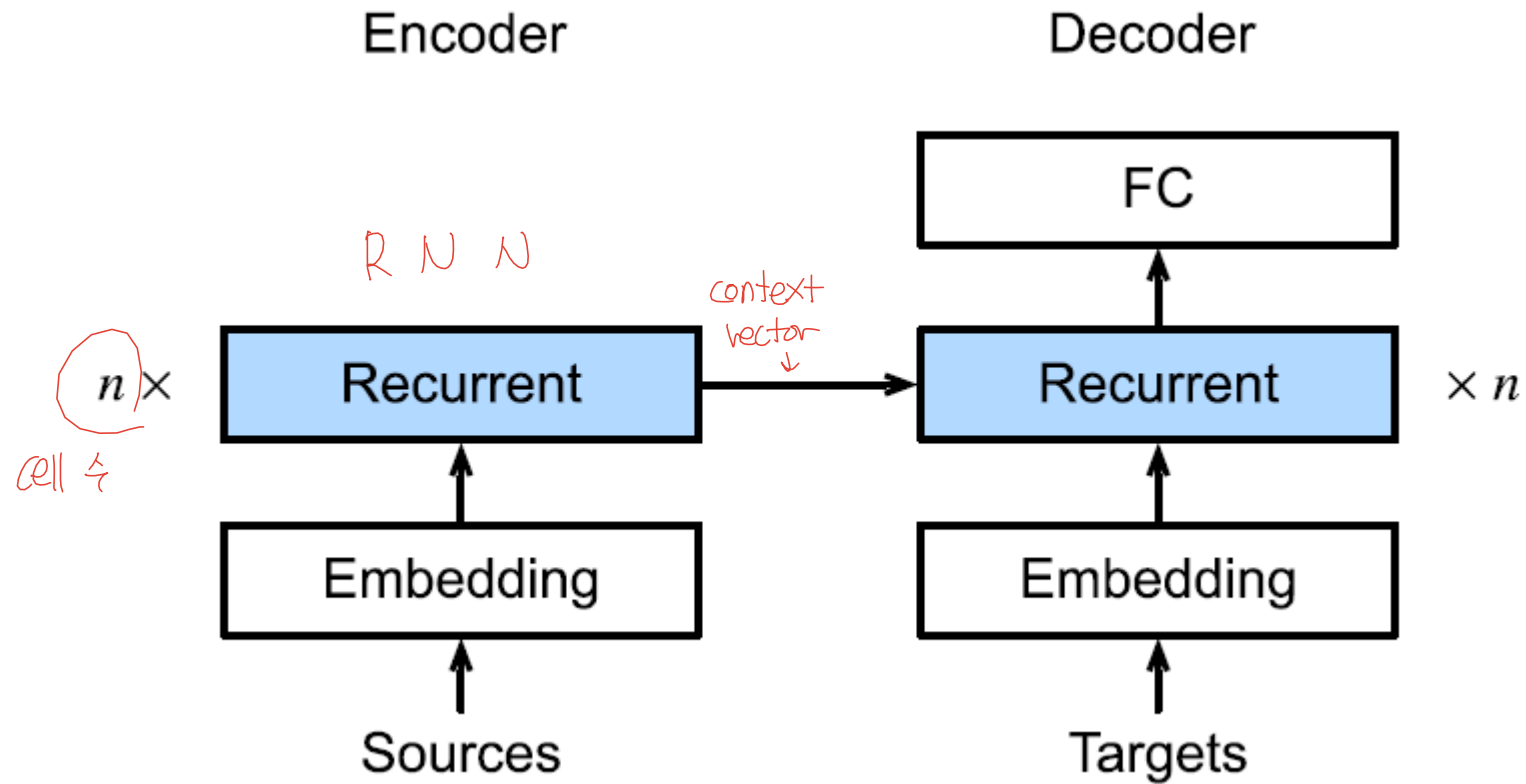 Encoder
Decoder
FC
R N N
context
vector
↓
n ×
Recurrent
Recurrent
× n
cell 수
Embedding
Embedding
Sources
Targets